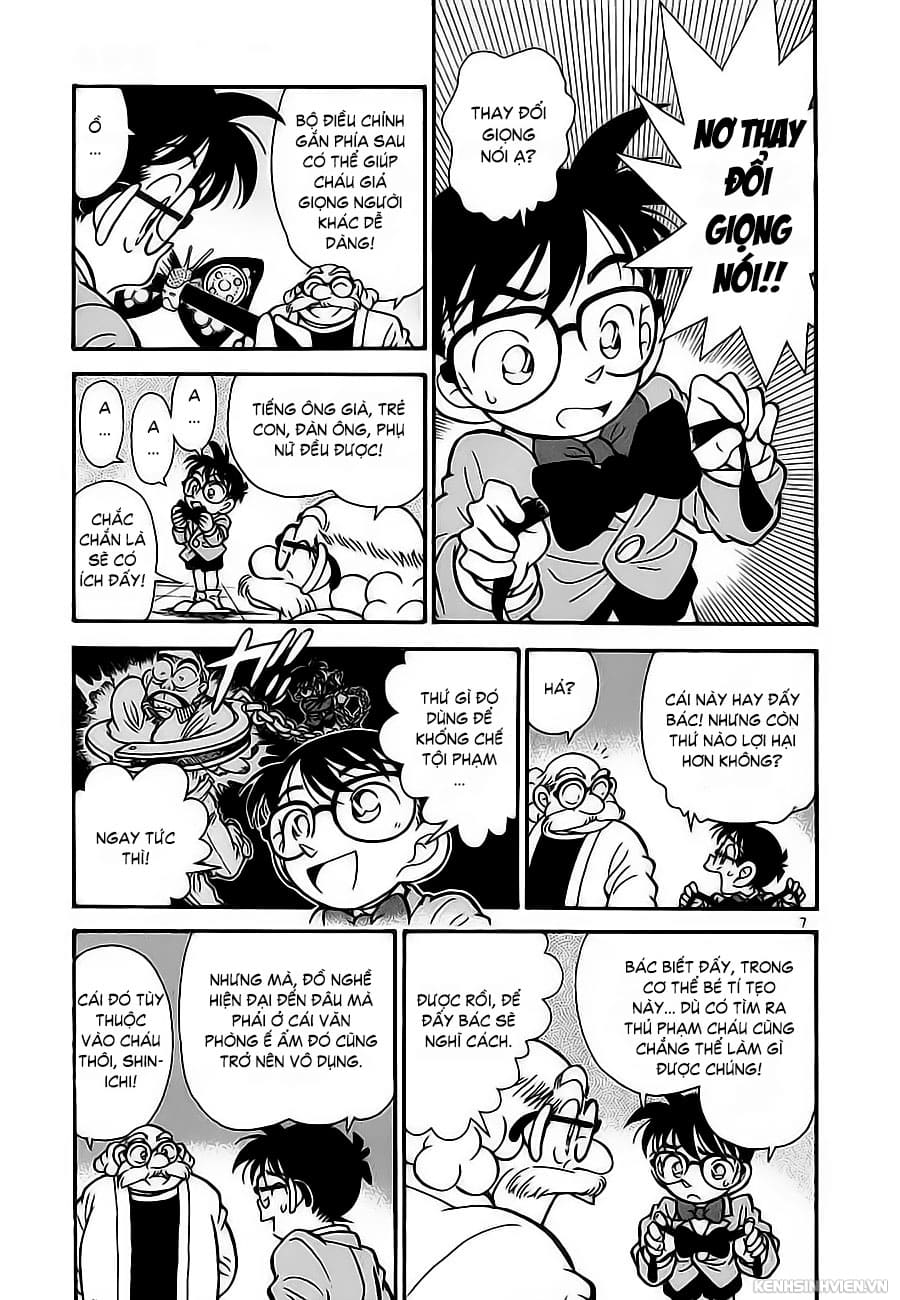 NƠ THAY
ĐỔI
GIỌNG
NÓI!!
THAY ĐỔI
GIỌNG
NÓI Ạ?
BỘ ĐIỀU CHỈNH
GẮN PHÍA SAU
CÓ THỂ GIÚP
CHÁU GIẢ
GIỌNG NGƯỜI
KHÁC DỄ
DÀNG!
Ồ
...
TIẾNG ÔNG GIÀ, TRẺ
CON, ĐÀN ÔNG, PHỤ
NỮ ĐỀU ĐƯỢC!
A
...
A
...
A
...
CHẮC
CHẮN LÀ
SẼ CÓ
ÍCH ĐẤY!
CÁI NÀY HAY ĐẤY
BÁC! NHƯNG CÒN
THỨ NÀO LỢI HẠI
HƠN KHÔNG?
HẢ?
THỨ GÌ ĐÓ
DÙNG ĐỂ
KHỐNG CHẾ
TỘI PHẠM
...
ガガ
NGAY TỨC
THÌ!
7
BÁC BIẾT ĐẤY, TRONG
CƠ THỂ BÉ TÍ TẸO
NÀY... DÙ CÓ TÌM RA
THỦ PHẠM CHÁU CŨNG
CHẲNG THỂ LÀM GÌ
ĐƯỢC CHÚNG!
ĐƯỢC RỒI, ĐỂ
ĐẤY BÁC SẼ
NGHĨ CÁCH.
NHƯNG MÀ, ĐỒ NGHỀ
HIỆN ĐẠI ĐẾN ĐÂU MÀ
PHẢI Ở CÁI VĂN
PHÒNG Ế ẨM ĐÓ CŨNG
TRỞ NÊN VÔ DỤNG.
CÁI ĐÓ TÙY
THUỘC
VÀO CHÁU
THÔI, SHIN-
ICHI!
KENHSINHVIEN.VN